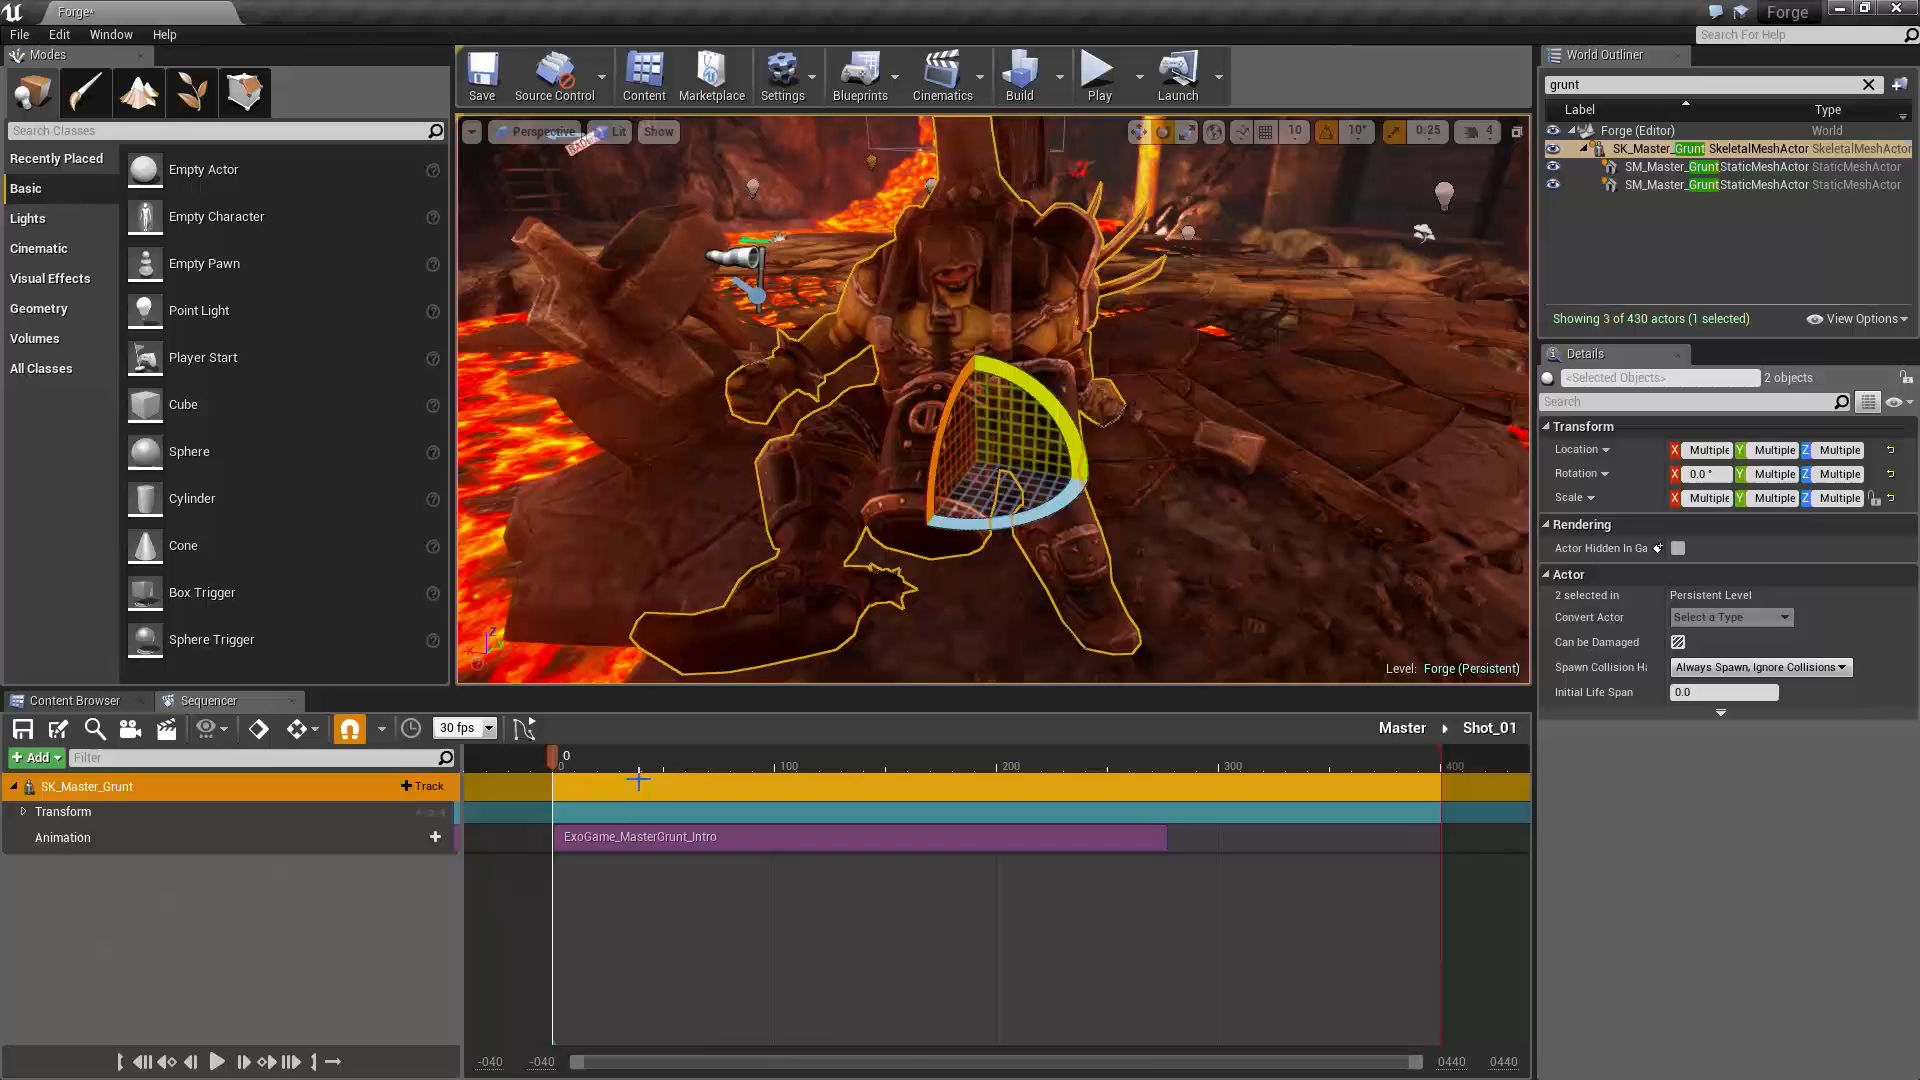 Forge*
Forge
File Edit Window Help
Search For Help
Modes
Save
Source Control
Content
Marketplace
Settings
Blueprints
Cinematics
Build
Play
Launch
World Outliner
grunt
Label Type
Forge (Editor) World
SK_Master_Grunt SkeletalMeshActor SkeletalMeshActor
SM_Master_Grunt StaticMeshActor StaticMeshActor
SM_Master_Grunt StaticMeshActor StaticMeshActor
Showing 3 of 430 actors (1 selected)
View Options
Search Classes
Recently Placed
Basic
Lights
Cinematic
Visual Effects
Geometry
Volumes
All Classes
Empty Actor
Empty Character
Empty Pawn
Point Light
Player Start
Cube
Sphere
Cylinder
Cone
Box Trigger
Sphere Trigger
Perspective Lit Show
10 10° 0.25 4
Level: Forge (Persistent)
Details
<Selected Objects> 2 objects
Search
Transform
Location X Multiple Y Multiple Z Multiple
Rotation X 0.0 ° Y Multiple Z Multiple
Scale X Multiple Y Multiple Z Multiple
Rendering
Actor Hidden In Ga
Actor
2 selected in Persistent Level
Convert Actor Select a Type
Can be Damaged
Spawn Collision Ha Always Spawn, Ignore Collisions
Initial Life Span 0.0
Content Browser Sequencer
30 fps
Master Shot_01
+ Add Filter
0
0 100 200 300 400
SK_Master_Grunt + Track
Transform
Animation +
ExoGame_MasterGrunt_Intro
-040 -040 0440 0440